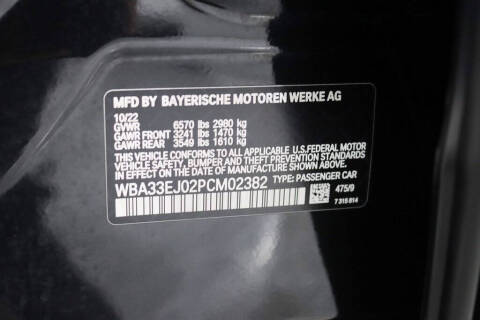 MFD BY BAYERISCHE MOTOREN WERKE AG
10/22
GVWR 6570 lbs 2980 kg
GAWR FRONT 3241 lbs 1470 kg
GAWR REAR 3549 lbs 1610 kg
THIS VEHICLE CONFORMS TO ALL APPLICABLE U.S.FEDERAL MOTOR
VEHICLE SAFETY, BUMPER AND THEFT PREVENTION STANDARDS
IN EFFECT ON THE DATE OF MANUFACTURE SHOWN ABOVE.
WBA33EJ02PCM02382 TYPE: PASSENGER CAR
475/9
7 315 814